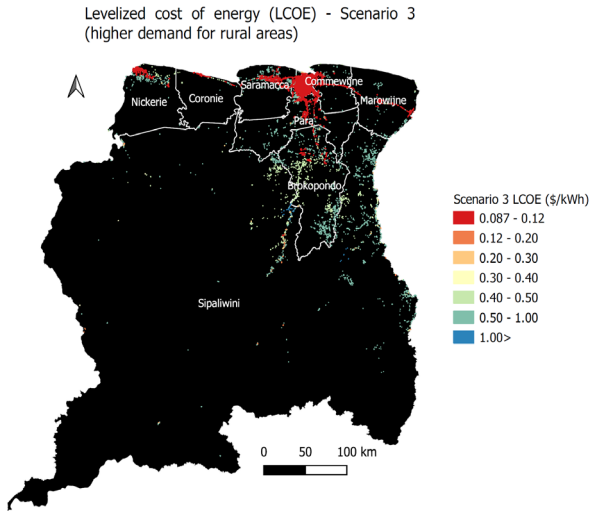 Levelized cost of energy (LCOE) - Scenario 3
(higher demand for rural areas)
Nickerie
Coronie
Saramacca
Commewijne
Marowijne
Para
Brokopondo
Sipaliwini
Scenario 3 LCOE ($/kWh)
0.087 - 0.12
0.12 - 0.20
0.20 - 0.30
0.30 - 0.40
0.40 - 0.50
0.50 - 1.00
1.00>
0 50 100 km